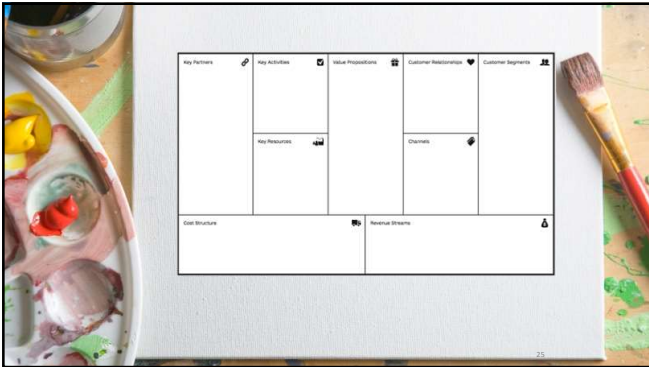 Key Partners
Key Activities
Value Propositions
Customer Relationships
Customer Segments
Key Resources
Channels
Cost Structure
Revenue Streams
25